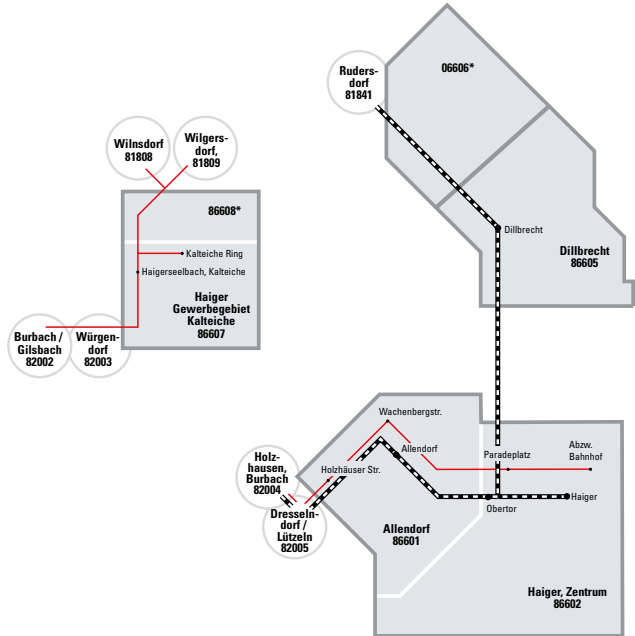 06606*
Ruders-
dorf
81841
Wilnsdorf
81808
Wilgers-
dorf,
81809
86608*
Dillbrecht
Kalteiche Ring
Dillbrecht
86605
Haigerseelbach, Kalteiche
Haiger
Gewerbegebiet
Kalteiche
86607
Burbach /
Gilsbach
82002
Würgen-
dorf
82003
Wachenbergstr.
Allendorf
Paradeplatz
Abzw.
Bahnhof
Holz-
hausen,
Burbach
82004
Holzhäuser Str.
Haiger
Obertor
Dresseln-
dorf /
Lützeln
82005
Allendorf
86601
Haiger, Zentrum
86602